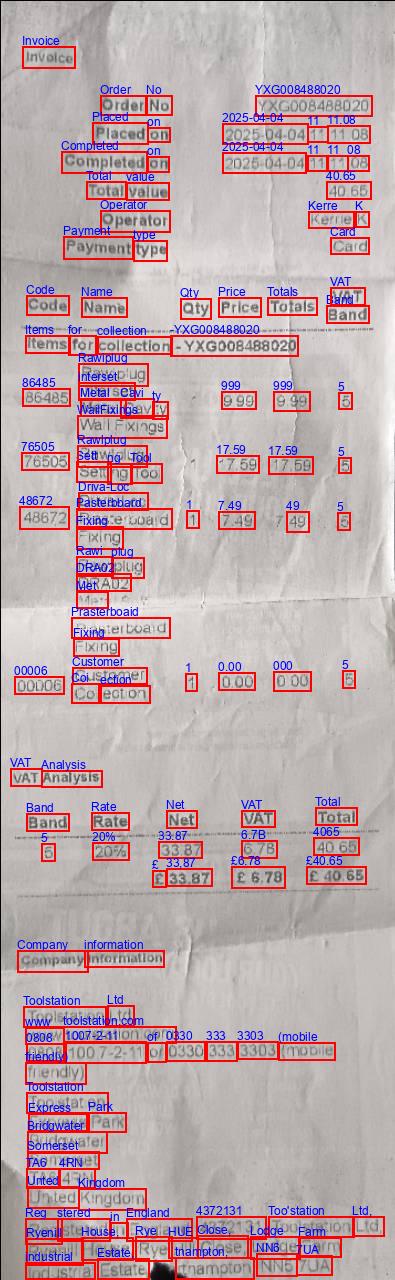 Invoice
Order No YXG008488020
Placed on 2025-04-04 11 11 08
Completed on 2025-04-04 11 11 08
Total value 40.65
Operator Kerrie K
Payment type Card
Code Name Qty Price Totals VAT Band
Items for collection - YXG008488020
Rawlplug
86485 9.99 9.99 5
Wall Fixings
Rawlplug
76505 Setting Tool 17.59 17.59 5
Driva-Loc
48672 Plasterboard 1 7.49 7.49 5
Fixing
Rawlplug
DRA02
Metal
Plasterboard
Fixing
Customer
00006 Collection 1 0.00 0.00 5
VAT Analysis
Band Rate Net VAT Total
5 20% 33.87 6.78 40.65
£ 33.87 £ 6.78 £ 40.65
Company information
Toolstation Ltd
www.toolstation.com
0808 100 7-2-11 or 0330 333 3303 (mobile
friendly)
Toolstation
Express Park
Bridgwater
Somerset
TA6 4RN
United Kingdom
Registered in England 4372131 Toolstation Ltd,
Ryehill House, Rye Close, Lodge Farm
Industrial Estate, NN5 7UA